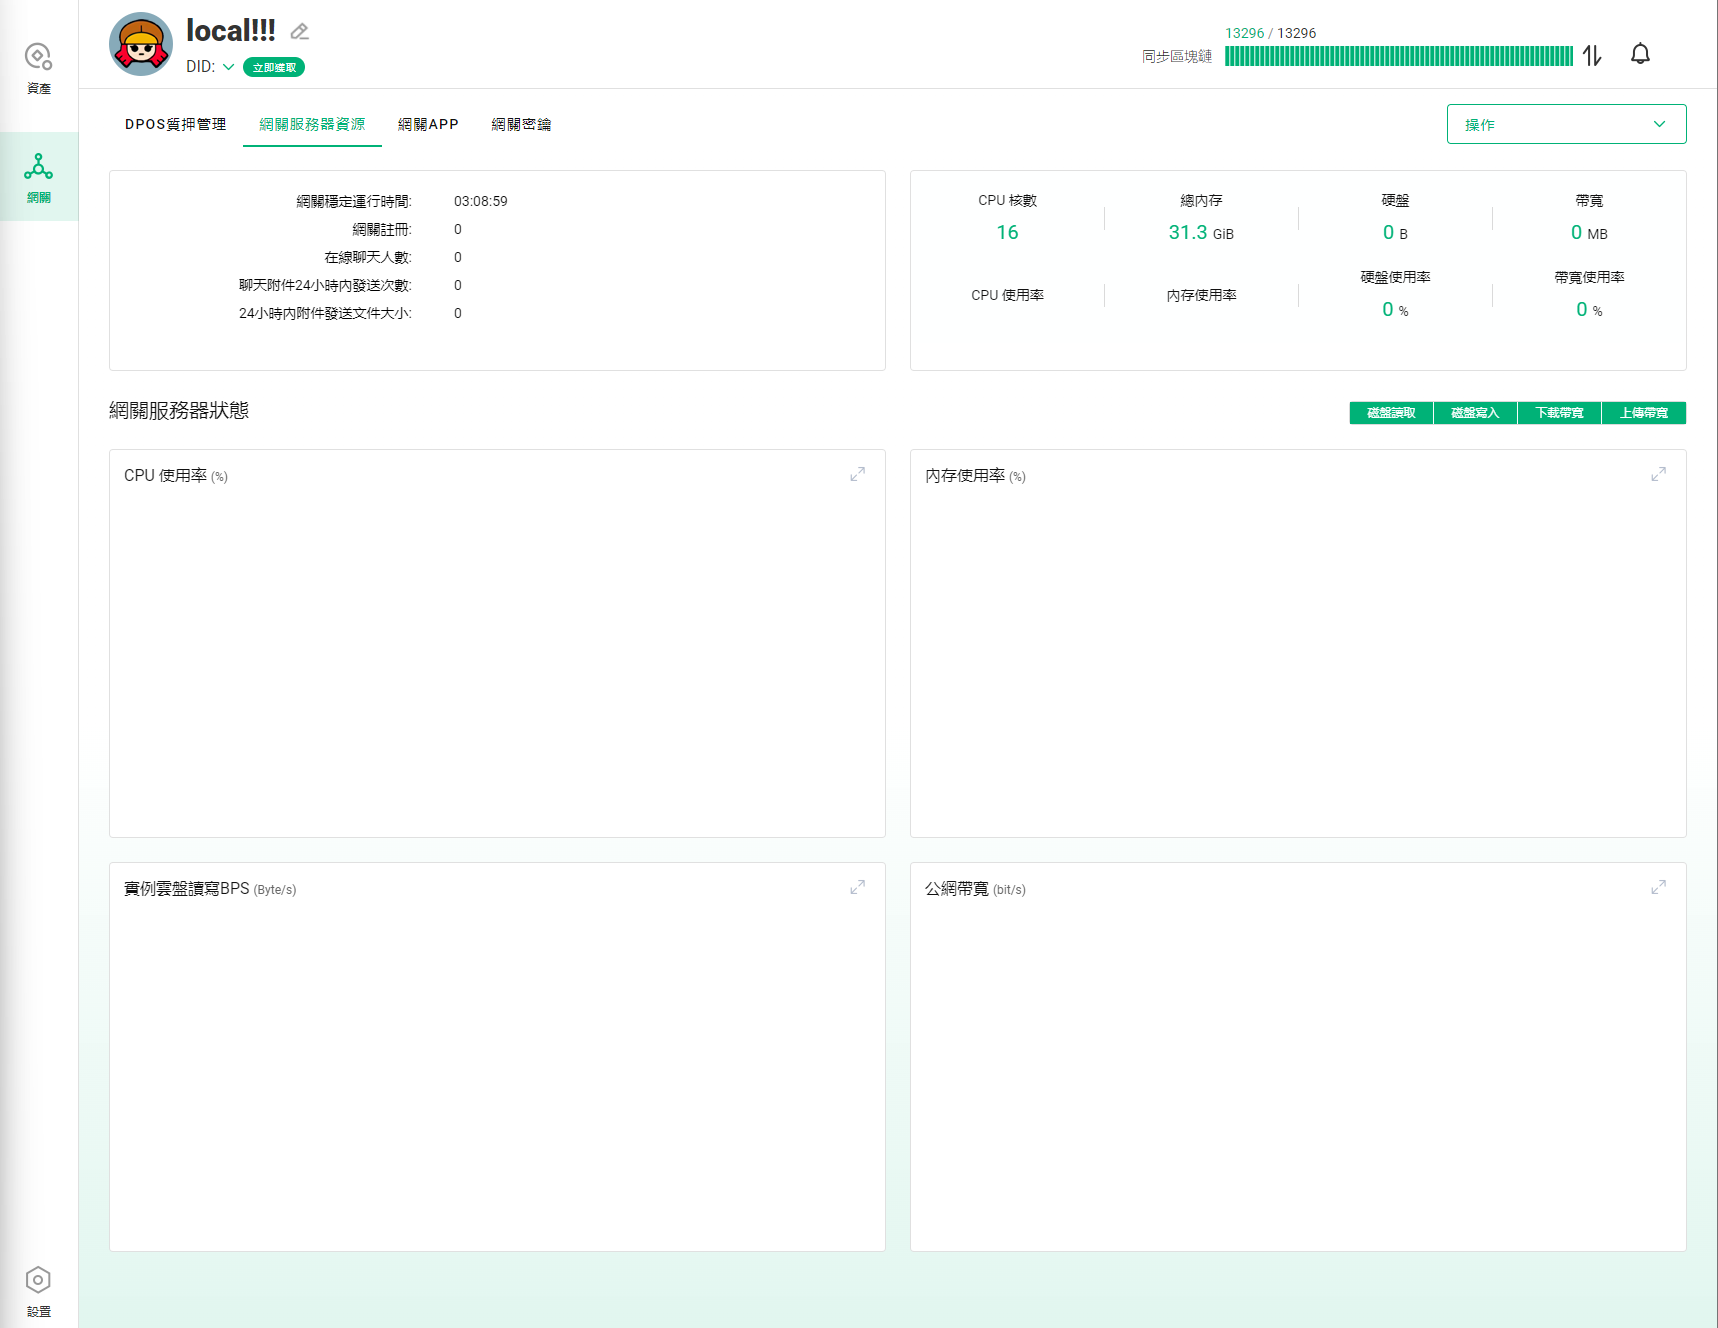 資產
網關
設置
local!!!
DID:
立即獲取
13296 / 13296
同步區塊鏈
DPOS質押管理
網關服務器資源
網關APP
網關密鑰
操作
網關穩定運行時間: 03:08:59
網關註冊: 0
在線聊天人數: 0
聊天附件24小時內發送次數: 0
24小時內附件發送文件大小: 0
CPU 核數
16
總內存
31.3 GiB
硬盤
0 B
帶寬
0 MB
CPU 使用率
內存使用率
硬盤使用率
0 %
帶寬使用率
0 %
網關服務器狀態
磁盤讀取
磁盤寫入
下載帶寬
上傳帶寬
CPU 使用率 (%)
內存使用率 (%)
實例雲盤讀寫BPS (Byte/s)
公網帶寬 (bit/s)